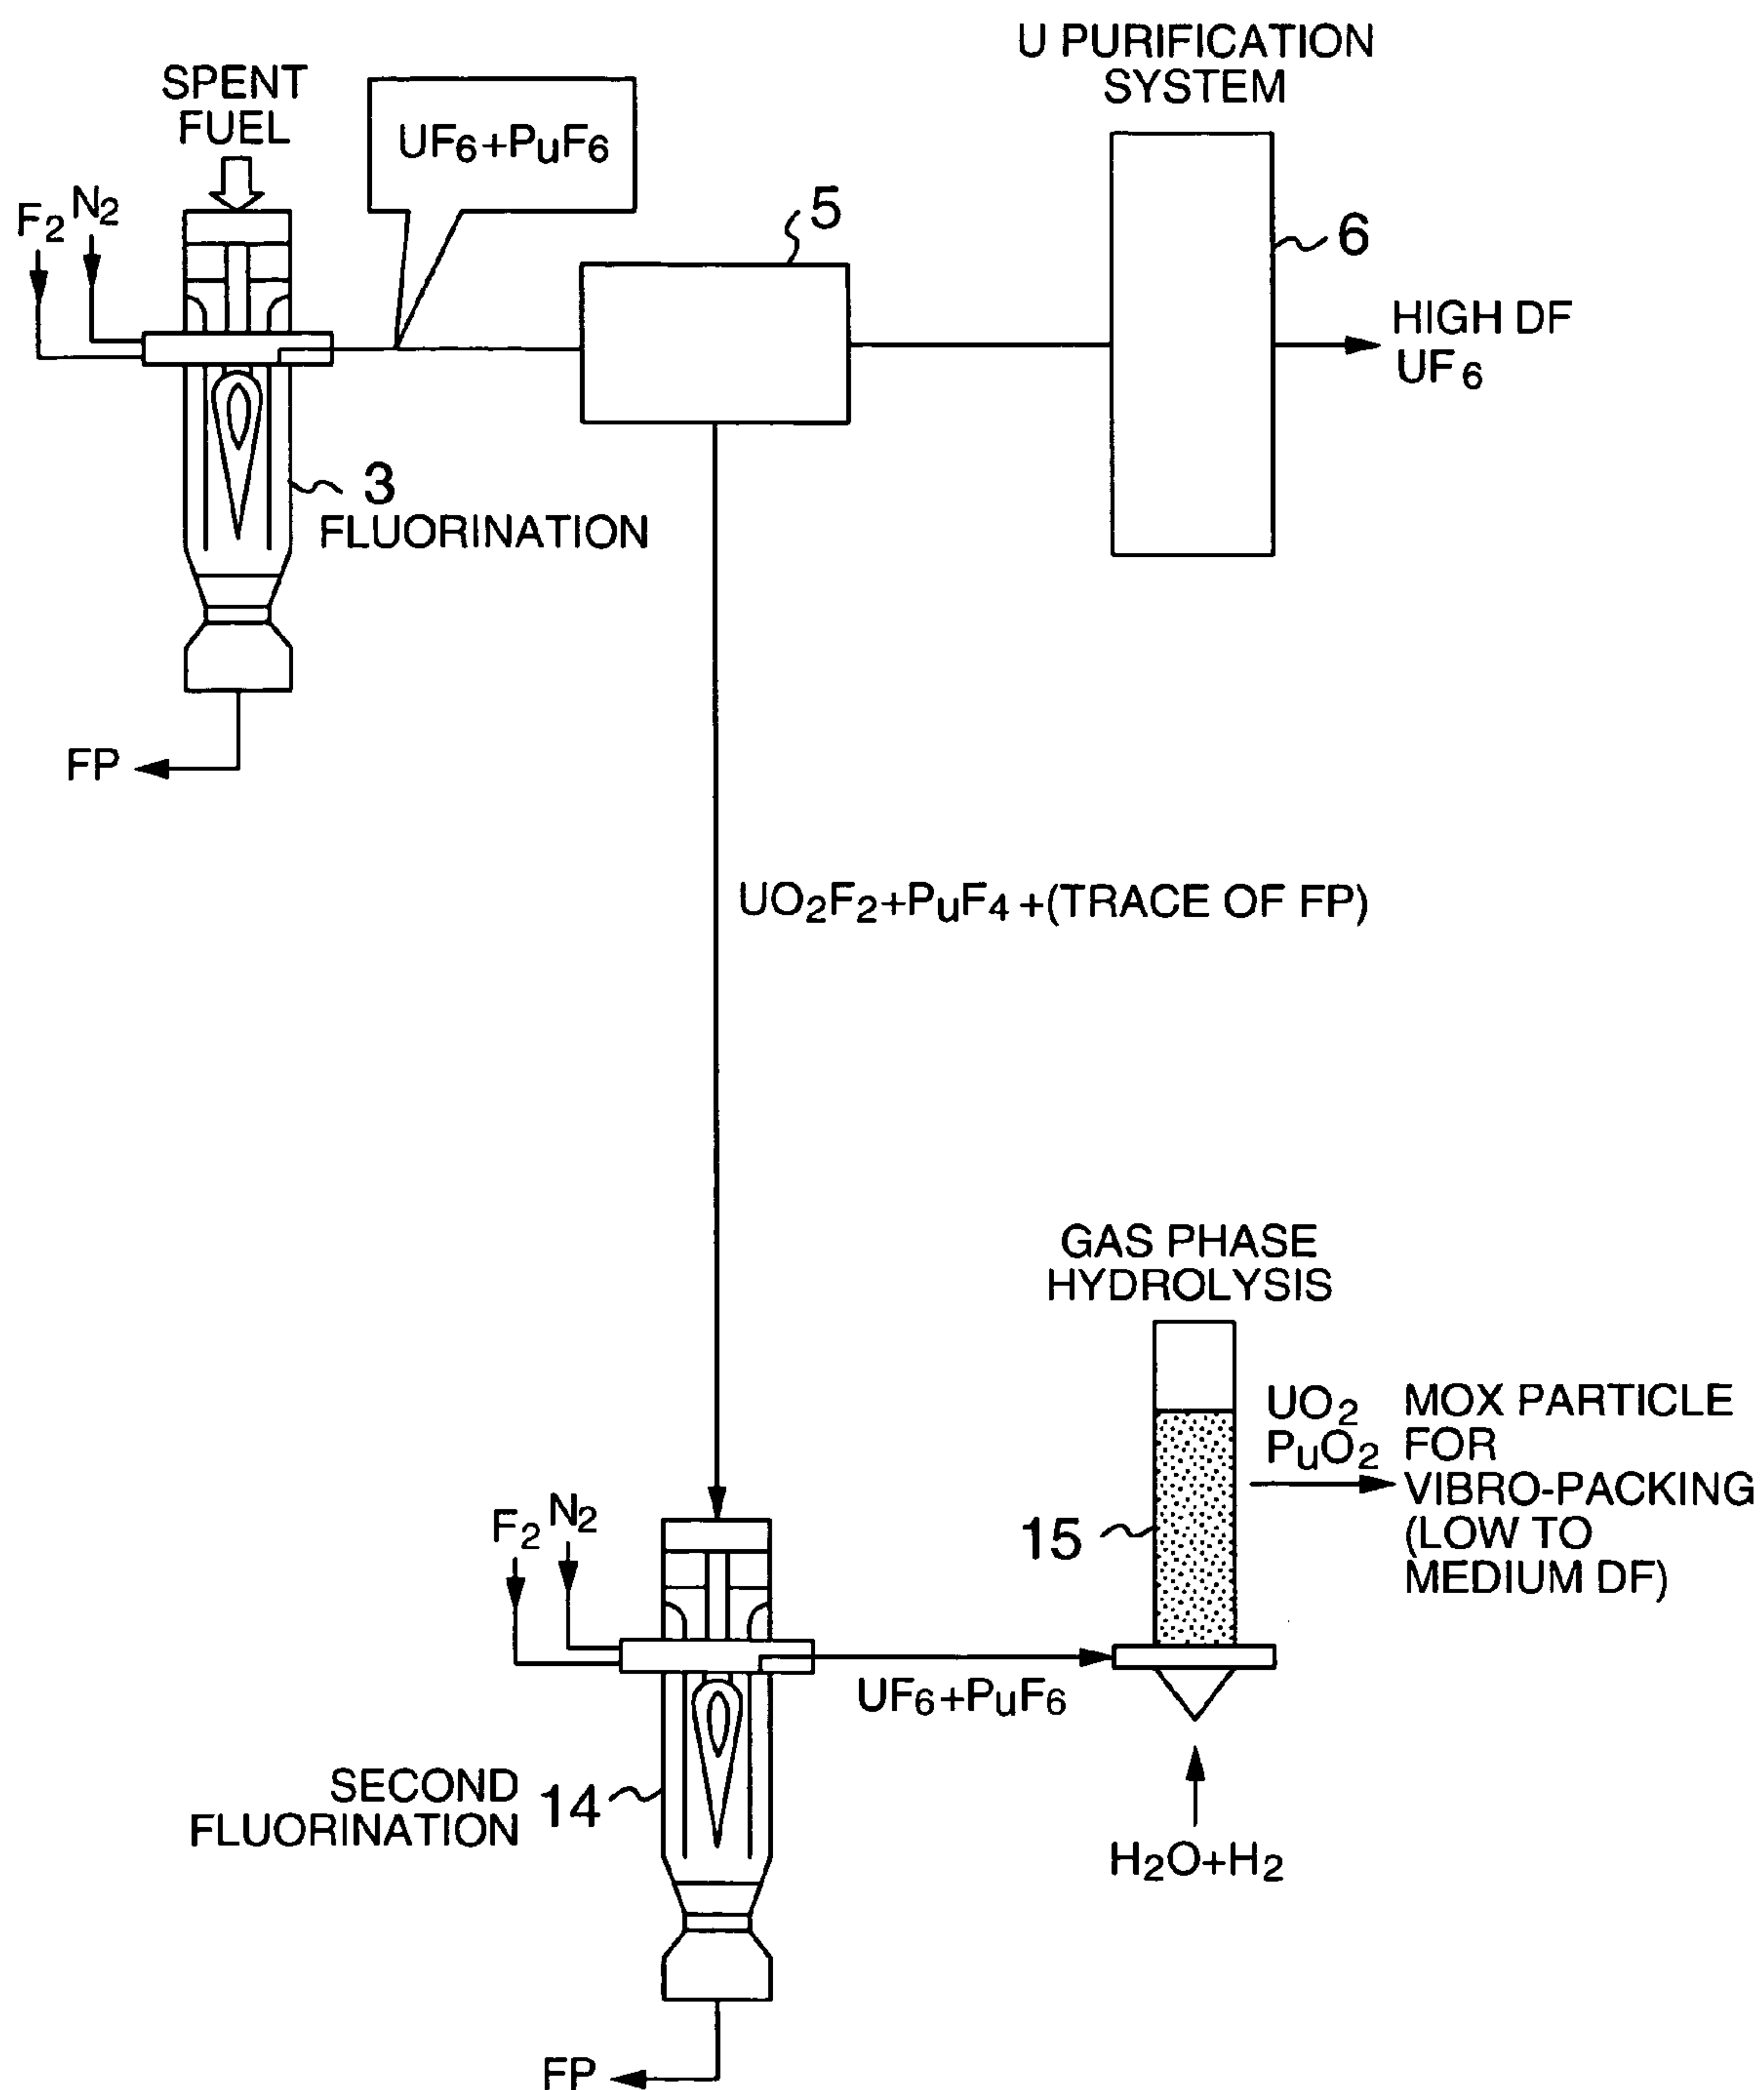 U PURIFICATION
SYSTEM
SPENT
FUEL
UF6+PuF6
F2 N2
5
6
HIGH DF
UF6
3
FLUORINATION
FP
UO2F2+PuF4+(TRACE OF FP)
GAS PHASE
HYDROLYSIS
UO2
PuO2
MOX PARTICLE
FOR
VIBRO-PACKING
(LOW TO
MEDIUM DF)
15
F2 N2
UF6+PuF6
SECOND
FLUORINATION
14
H2O+H2
FP